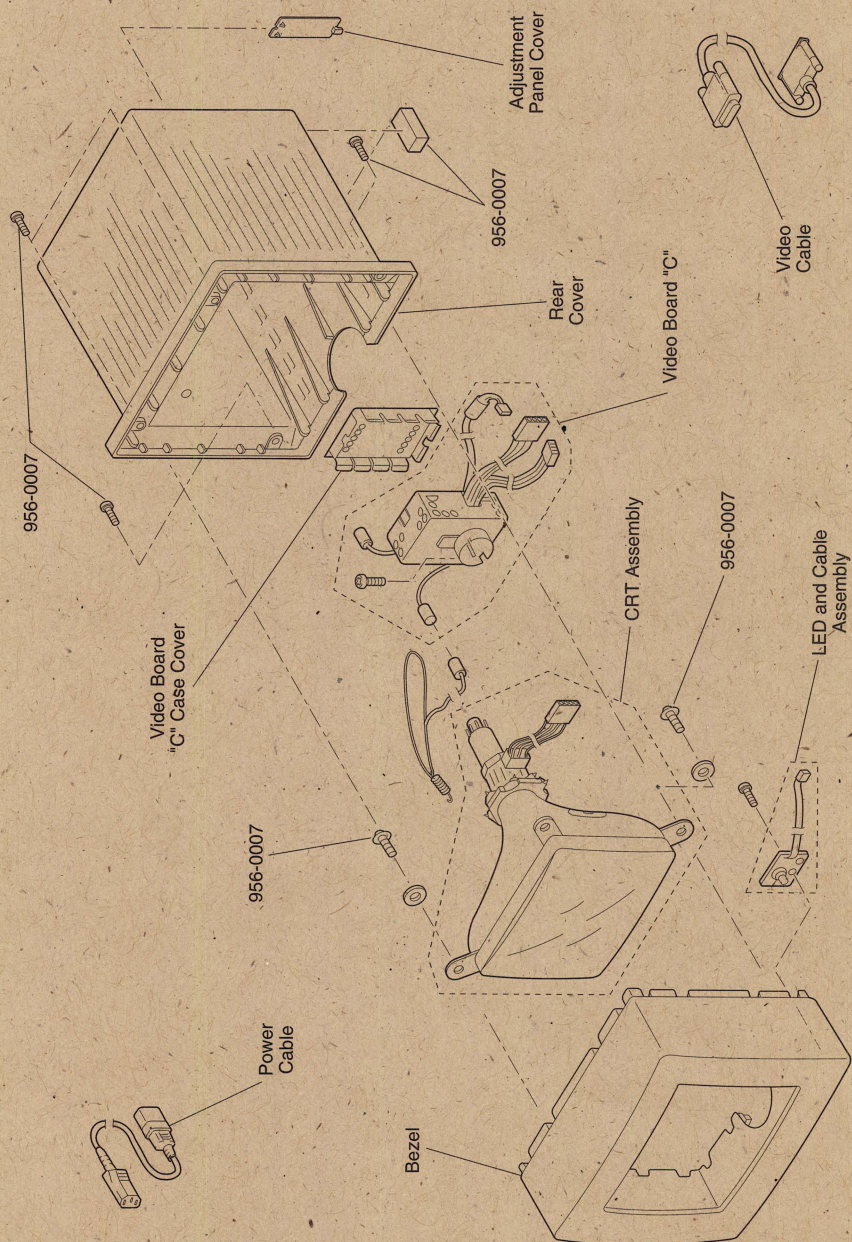 Adjustment
Panel Cover
956-0007
956-0007
Rear
Cover
Video
Cable
Video Board "C"
Video Board
"C" Case Cover
CRT Assembly
956-0007
956-0007
LED and Cable
Assembly
Power
Cable
Bezel